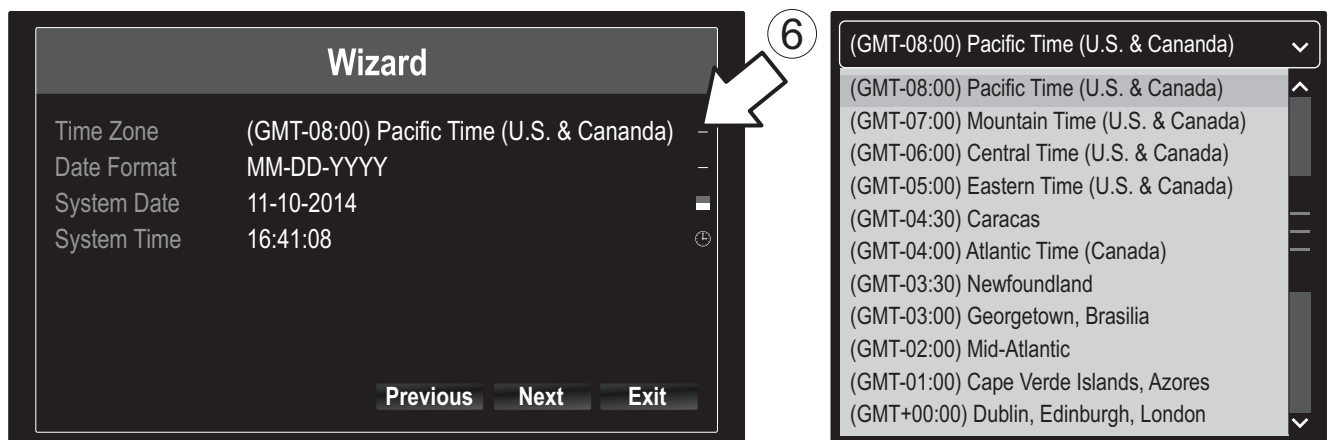 Wizard
Time Zone (GMT-08:00) Pacific Time (U.S. & Cananda)
Date Format MM-DD-YYYY
System Date 11-10-2014
System Time 16:41:08
Previous Next Exit
6
(GMT-08:00) Pacific Time (U.S. & Cananda)
(GMT-08:00) Pacific Time (U.S. & Canada)
(GMT-07:00) Mountain Time (U.S. & Canada)
(GMT-06:00) Central Time (U.S. & Canada)
(GMT-05:00) Eastern Time (U.S. & Canada)
(GMT-04:30) Caracas
(GMT-04:00) Atlantic Time (Canada)
(GMT-03:30) Newfoundland
(GMT-03:00) Georgetown, Brasilia
(GMT-02:00) Mid-Atlantic
(GMT-01:00) Cape Verde Islands, Azores
(GMT+00:00) Dublin, Edinburgh, London